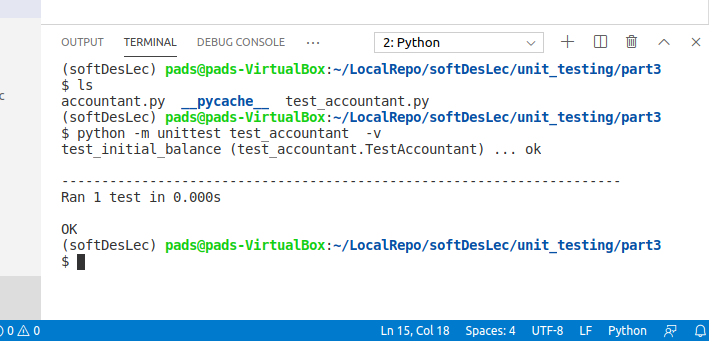 OUTPUT TERMINAL DEBUG CONSOLE ··· 2: Python
(softDesLec) pads@pads-VirtualBox:~/LocalRepo/softDesLec/unit_testing/part3
$ ls
accountant.py __pycache__ test_accountant.py
(softDesLec) pads@pads-VirtualBox:~/LocalRepo/softDesLec/unit_testing/part3
$ python -m unittest test_accountant  -v
test_initial_balance (test_accountant.TestAccountant) ... ok
----------------------------------------------------------------------
Ran 1 test in 0.000s
OK
(softDesLec) pads@pads-VirtualBox:~/LocalRepo/softDesLec/unit_testing/part3
$
0 0 Ln 15, Col 18 Spaces: 4 UTF-8 LF Python